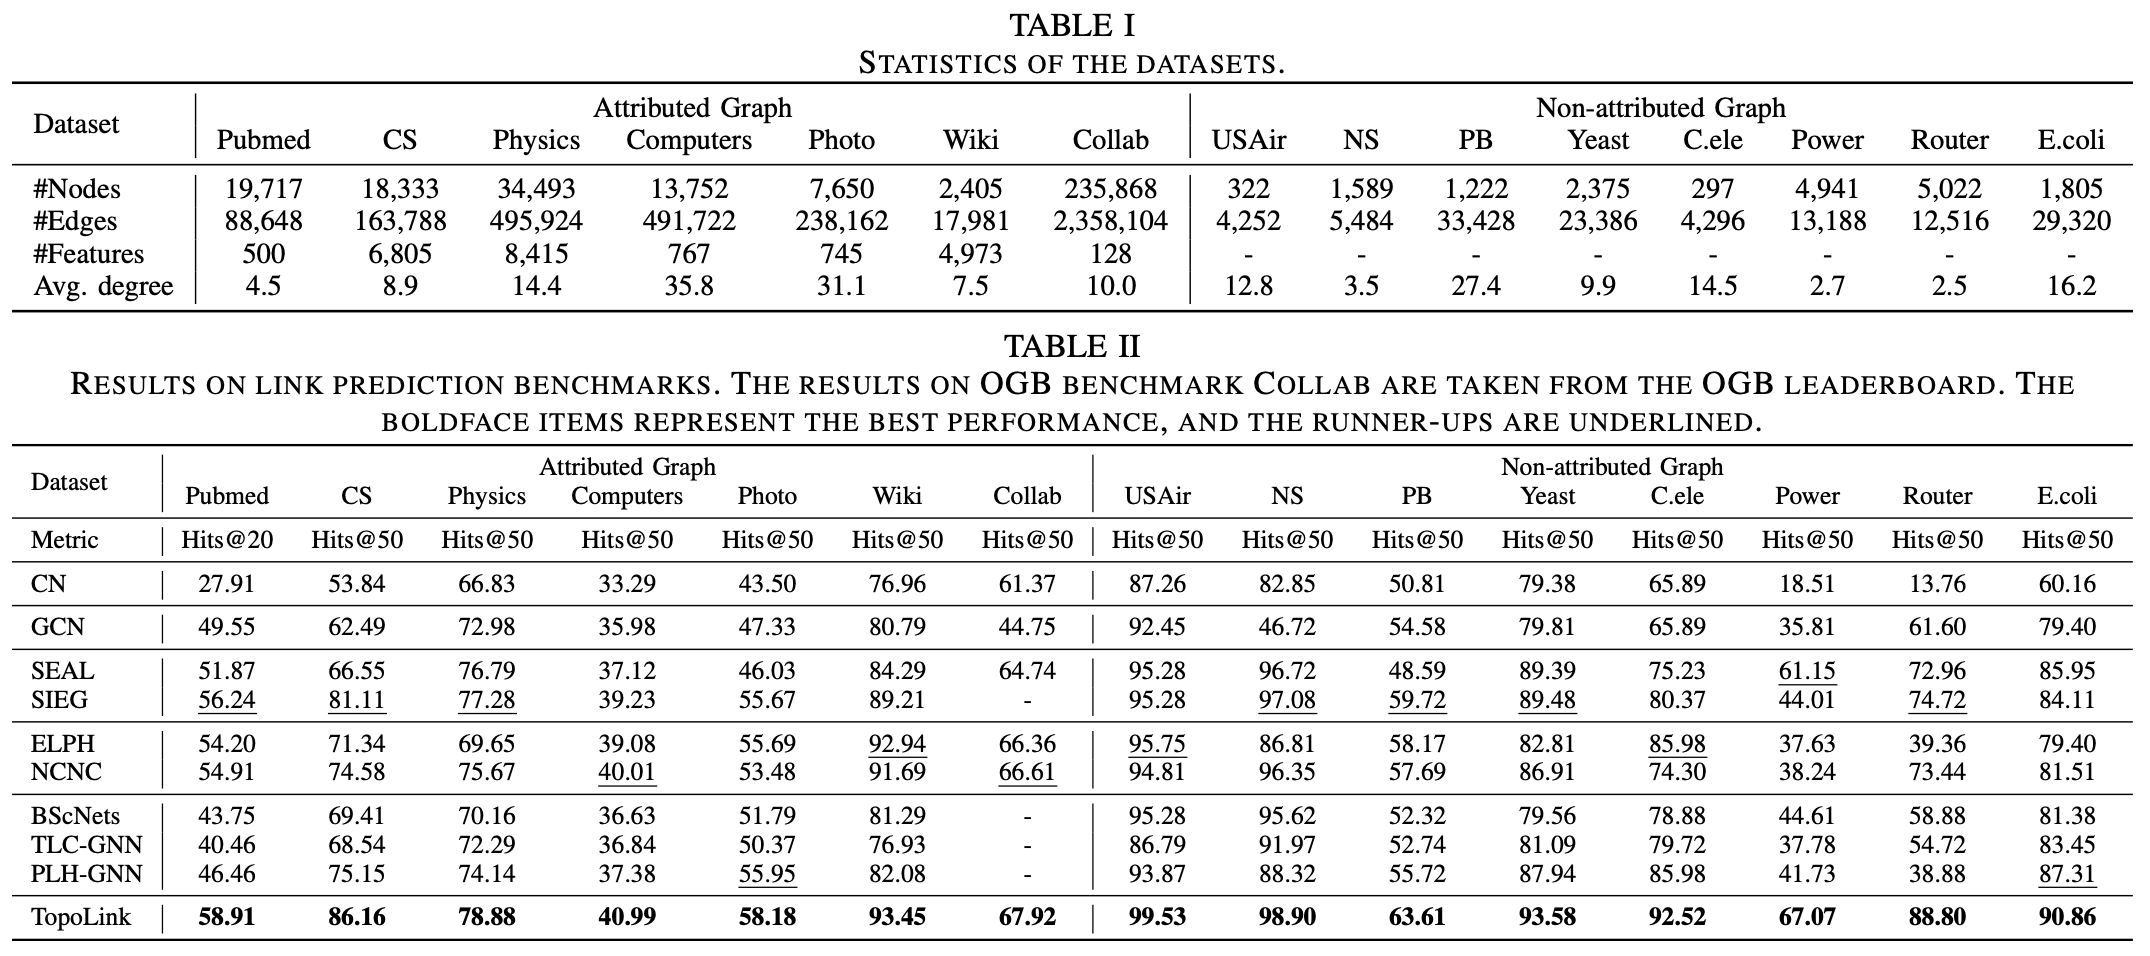 TABLE I
STATISTICS OF THE DATASETS.
Dataset Attributed Graph Non-attributed Graph
Pubmed CS Physics Computers Photo Wiki Collab USAir NS PB Yeast C.ele Power Router E.coli
#Nodes 19,717 18,333 34,493 13,752 7,650 2,405 235,868 322 1,589 1,222 2,375 297 4,941 5,022 1,805
#Edges 88,648 163,788 495,924 491,722 238,162 17,981 2,358,104 4,252 5,484 33,428 23,386 4,296 13,188 12,516 29,320
#Features 500 6,805 8,415 767 745 4,973 128 - - - - - - - -
Avg. degree 4.5 8.9 14.4 35.8 31.1 7.5 10.0 12.8 3.5 27.4 9.9 14.5 2.7 2.5 16.2
TABLE II
RESULTS ON LINK PREDICTION BENCHMARKS. THE RESULTS ON OGB BENCHMARK COLLAB ARE TAKEN FROM THE OGB LEADERBOARD. THE
BOLDFACE ITEMS REPRESENT THE BEST PERFORMANCE, AND THE RUNNER-UPS ARE UNDERLINED.
Dataset Attributed Graph Non-attributed Graph
Pubmed CS Physics Computers Photo Wiki Collab USAir NS PB Yeast C.ele Power Router E.coli
Metric Hits@20 Hits@50 Hits@50 Hits@50 Hits@50 Hits@50 Hits@50 Hits@50 Hits@50 Hits@50 Hits@50 Hits@50 Hits@50 Hits@50 Hits@50
CN 27.91 53.84 66.83 33.29 43.50 76.96 61.37 87.26 82.85 50.81 79.38 65.89 18.51 13.76 60.16
GCN 49.55 62.49 72.98 35.98 47.33 80.79 44.75 92.45 46.72 54.58 79.81 65.89 35.81 61.60 79.40
SEAL 51.87 66.55 76.79 37.12 46.03 84.29 64.74 95.28 96.72 48.59 89.39 75.23 61.15 72.96 85.95
SIEG 56.24 81.11 77.28 39.23 55.67 89.21 - 95.28 97.08 59.72 89.48 80.37 44.01 74.72 84.11
ELPH 54.20 71.34 69.65 39.08 55.69 92.94 66.36 95.75 86.81 58.17 82.81 85.98 37.63 39.36 79.40
NCNC 54.91 74.58 75.67 40.01 53.48 91.69 66.61 94.81 96.35 57.69 86.91 74.30 38.24 73.44 81.51
BScNets 43.75 69.41 70.16 36.63 51.79 81.29 - 95.28 95.62 52.32 79.56 78.88 44.61 58.88 81.38
TLC-GNN 40.46 68.54 72.29 36.84 50.37 76.93 - 86.79 91.97 52.74 81.09 79.72 37.78 54.72 83.45
PLH-GNN 46.46 75.15 74.14 37.38 55.95 82.08 - 93.87 88.32 55.72 87.94 85.98 41.73 38.88 87.31
TopoLink 58.91 86.16 78.88 40.99 58.18 93.45 67.92 99.53 98.90 63.61 93.58 92.52 67.07 88.80 90.86